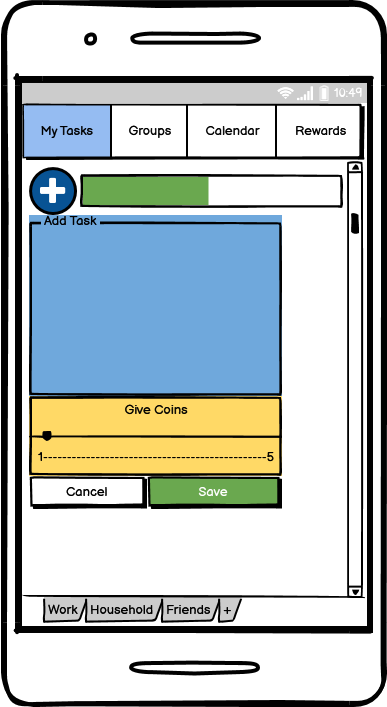 10:49
My Tasks Groups Calendar Rewards
Add Task
Give Coins
1----------------------------------------5
Cancel Save
Work Household Friends +